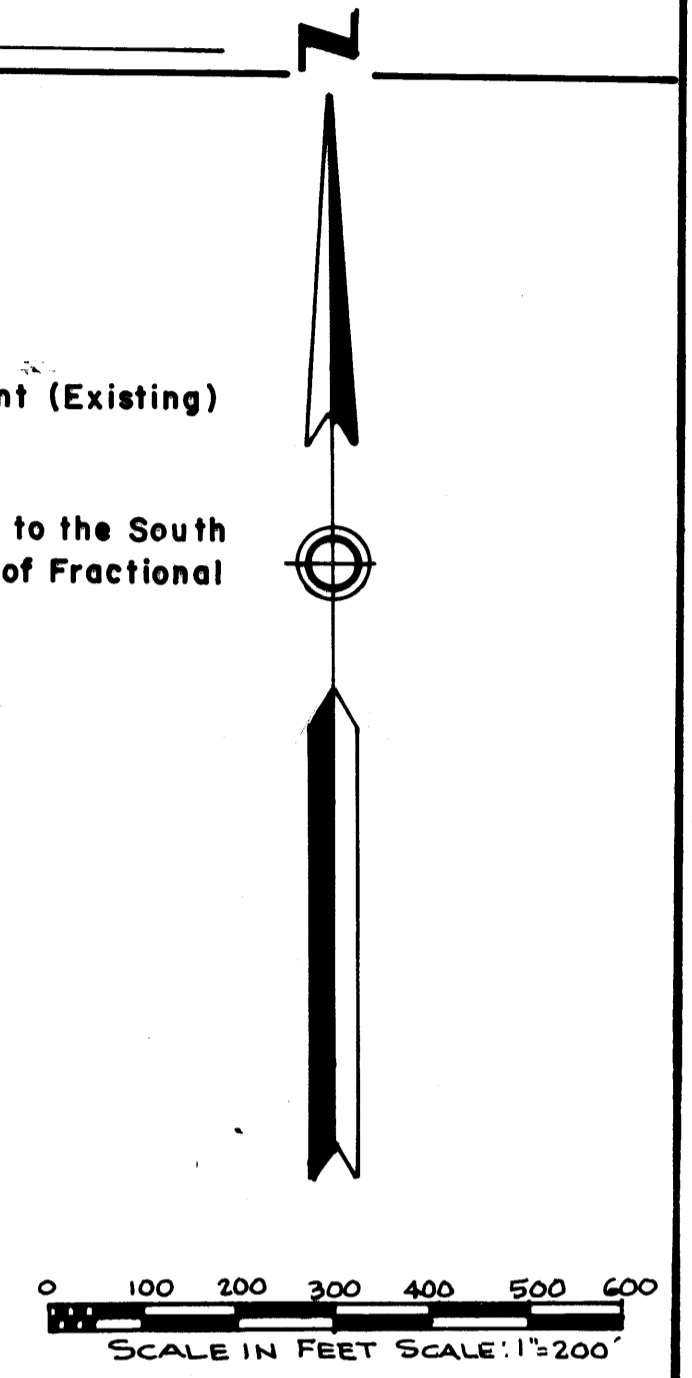 N
nt (Existing)
to the South
of Fractional
0 100 200 300 400 500 600
SCALE IN FEET SCALE: 1"=200'